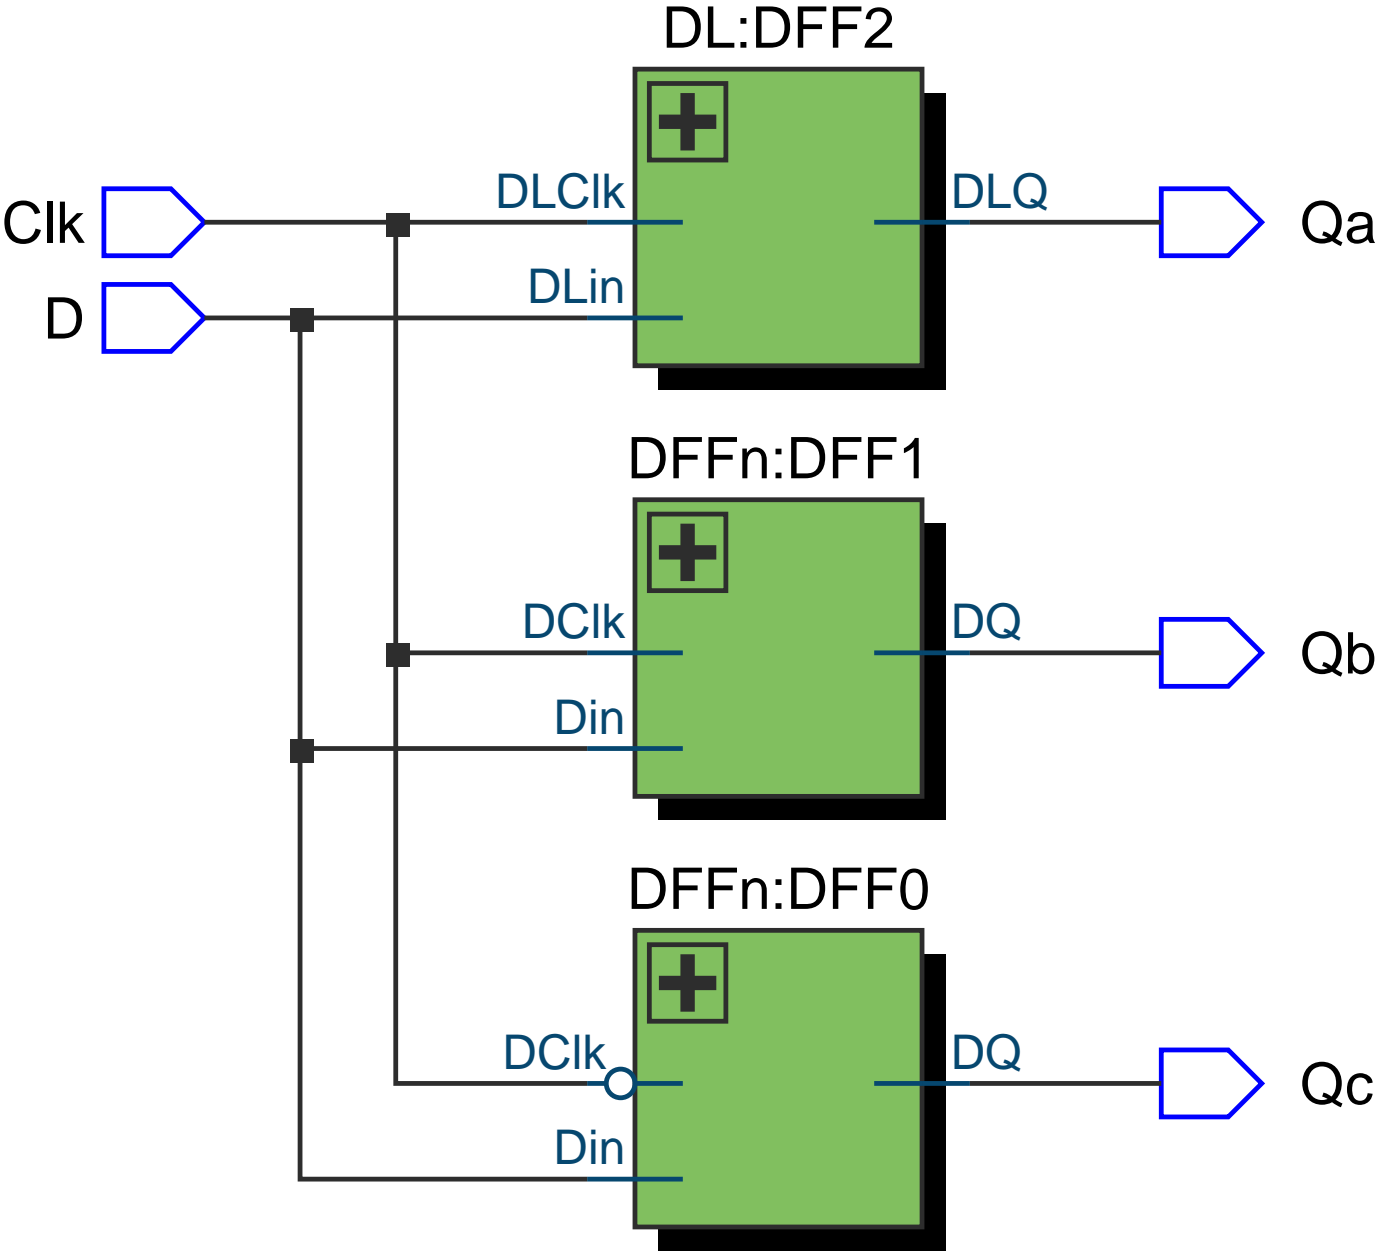 DL:DFF2
DLClk
DLQ
Clk
Qa
DLin
D
DFFn:DFF1
DClk
DQ
Qb
Din
DFFn:DFF0
DClk
DQ
Qc
Din